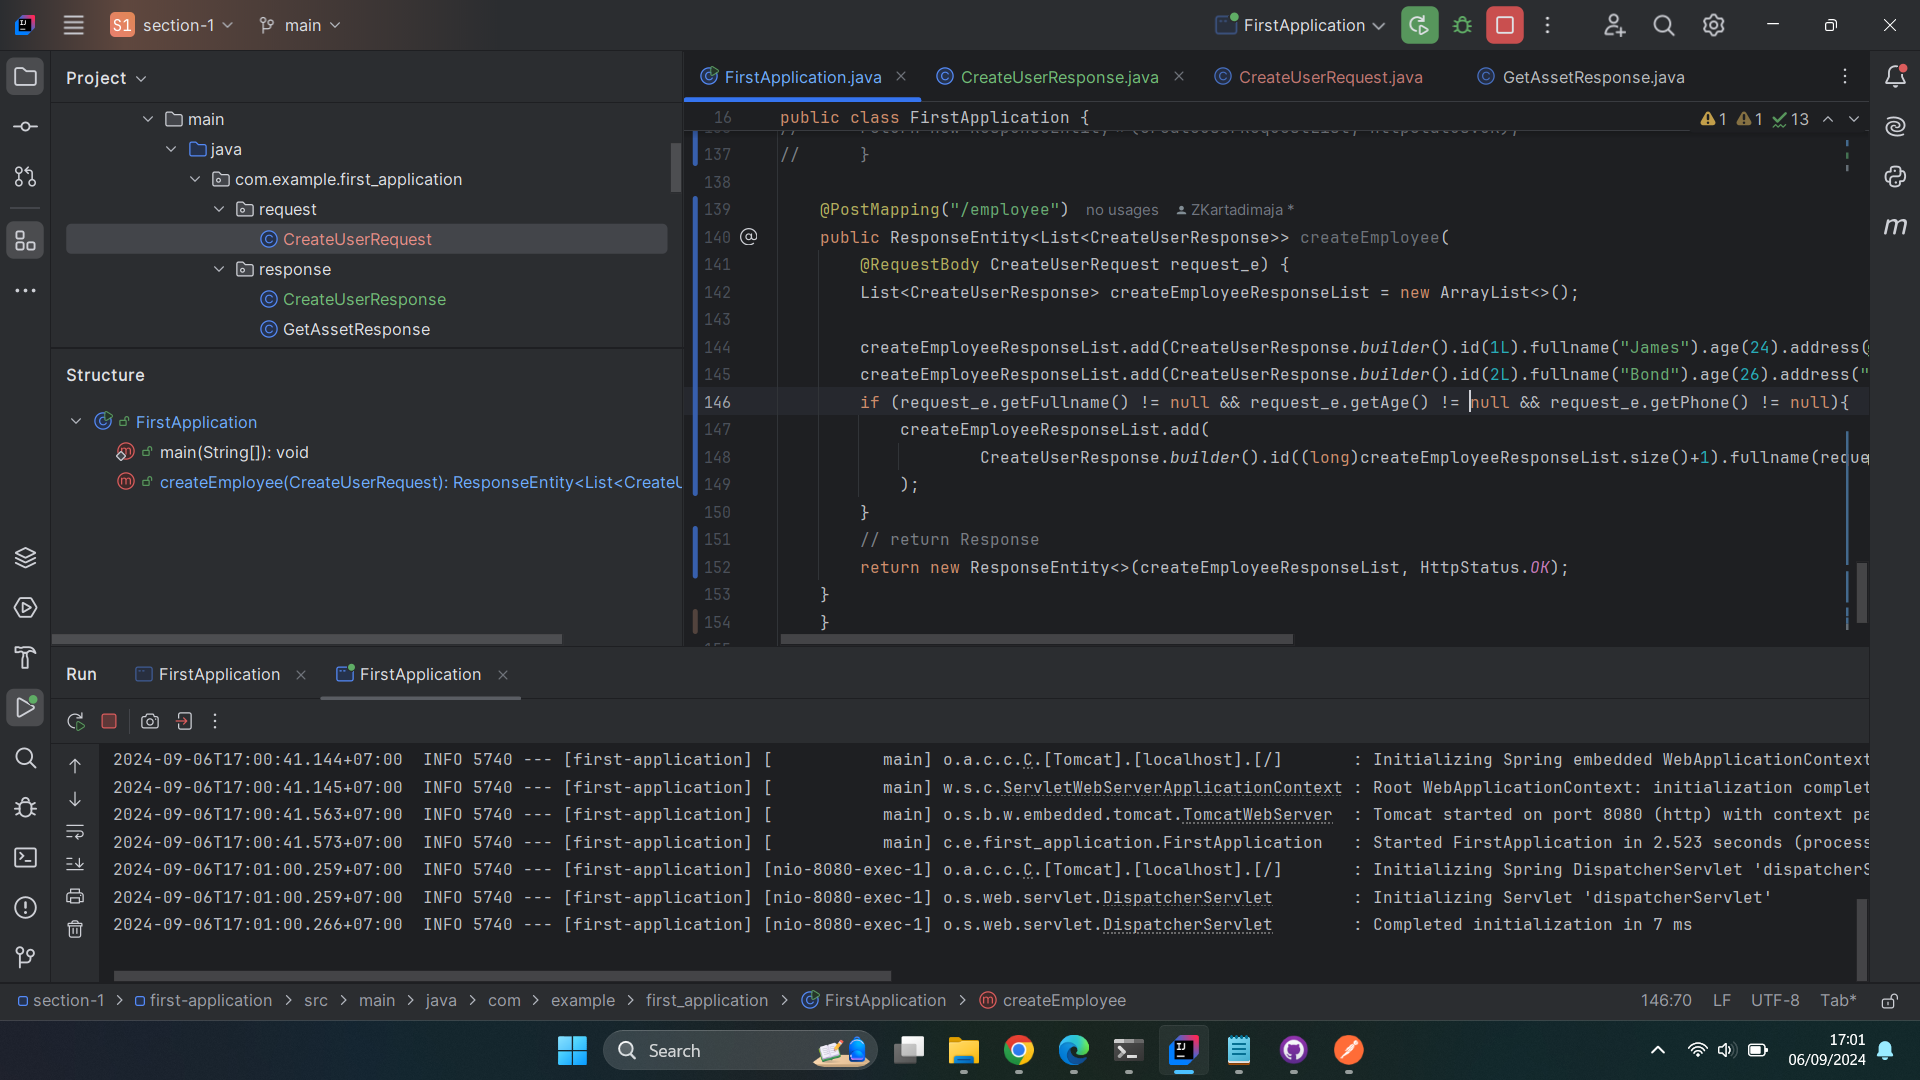 S1 section-1 main FirstApplication
Project
main
java
com.example.first_application
request
CreateUserRequest
response
CreateUserResponse
GetAssetResponse
Structure
FirstApplication
main(String[]): void
createEmployee(CreateUserRequest): ResponseEntity<List<CreateU
FirstApplication.java CreateUserResponse.java CreateUserRequest.java GetAssetResponse.java
16 public class FirstApplication { 1 1 13
137 // }
138
139 @PostMapping("/employee") no usages ZKartadimaja *
140 public ResponseEntity<List<CreateUserResponse>> createEmployee(
141 @RequestBody CreateUserRequest request_e) {
142 List<CreateUserResponse> createEmployeeResponseList = new ArrayList<>();
143
144 createEmployeeResponseList.add(CreateUserResponse.builder().id(1L).fullname("James").age(24).address(
145 createEmployeeResponseList.add(CreateUserResponse.builder().id(2L).fullname("Bond").age(26).address("
146 if (request_e.getFullname() != null && request_e.getAge() != null && request_e.getPhone() != null){
147 createEmployeeResponseList.add(
148 CreateUserResponse.builder().id((long)createEmployeeResponseList.size()+1).fullname(reque
149 );
150 }
151 // return Response
152 return new ResponseEntity<>(createEmployeeResponseList, HttpStatus.OK);
153 }
154 }
Run FirstApplication FirstApplication
2024-09-06T17:00:41.144+07:00 INFO 5740 --- [first-application] [ main] o.a.c.c.C.[Tomcat].[localhost].[/] : Initializing Spring embedded WebApplicationContext
2024-09-06T17:00:41.145+07:00 INFO 5740 --- [first-application] [ main] w.s.c.ServletWebServerApplicationContext : Root WebApplicationContext: initialization complet
2024-09-06T17:00:41.563+07:00 INFO 5740 --- [first-application] [ main] o.s.b.w.embedded.tomcat.TomcatWebServer : Tomcat started on port 8080 (http) with context pa
2024-09-06T17:00:41.573+07:00 INFO 5740 --- [first-application] [ main] c.e.first_application.FirstApplication : Started FirstApplication in 2.523 seconds (process
2024-09-06T17:01:00.259+07:00 INFO 5740 --- [first-application] [nio-8080-exec-1] o.a.c.c.C.[Tomcat].[localhost].[/] : Initializing Spring DispatcherServlet 'dispatcherS
2024-09-06T17:01:00.259+07:00 INFO 5740 --- [first-application] [nio-8080-exec-1] o.s.web.servlet.DispatcherServlet : Initializing Servlet 'dispatcherServlet'
2024-09-06T17:01:00.266+07:00 INFO 5740 --- [first-application] [nio-8080-exec-1] o.s.web.servlet.DispatcherServlet : Completed initialization in 7 ms
section-1 > first-application > src > main > java > com > example > first_application > FirstApplication > createEmployee 146:70 LF UTF-8 Tab*
Search
17:01
06/09/2024